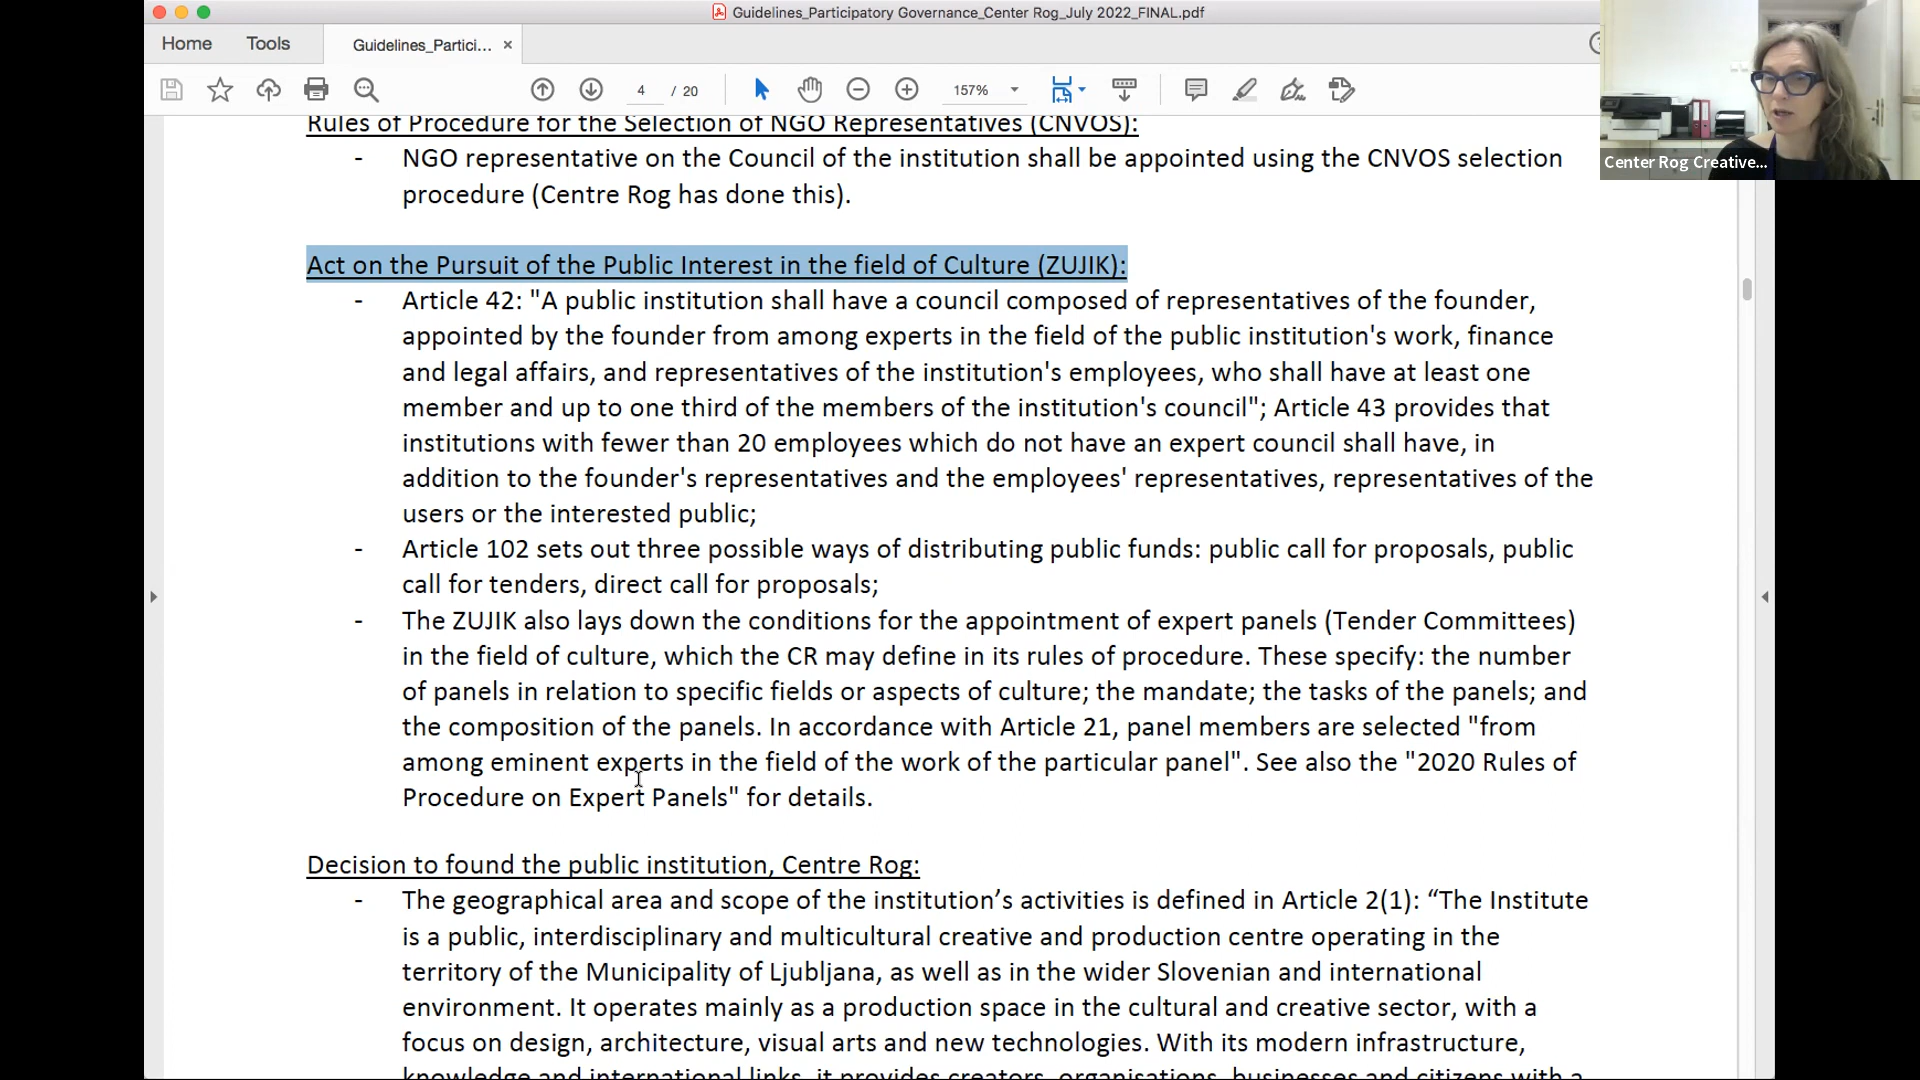 Guidelines_Participatory Governance_Center Rog_July 2022_FINAL.pdf
Home
Tools
Guidelines_Partici...
4
/ 20
157%
Center Rog Creative...
Rules of Procedure for the Selection of NGO Representatives (CNVOS):
- NGO representative on the Council of the institution shall be appointed using the CNVOS selection
procedure (Centre Rog has done this).
Act on the Pursuit of the Public Interest in the field of Culture (ZUJIK):
- Article 42: "A public institution shall have a council composed of representatives of the founder,
appointed by the founder from among experts in the field of the public institution's work, finance
and legal affairs, and representatives of the institution's employees, who shall have at least one
member and up to one third of the members of the institution's council"; Article 43 provides that
institutions with fewer than 20 employees which do not have an expert council shall have, in
addition to the founder's representatives and the employees' representatives, representatives of the
users or the interested public;
- Article 102 sets out three possible ways of distributing public funds: public call for proposals, public
call for tenders, direct call for proposals;
- The ZUJIK also lays down the conditions for the appointment of expert panels (Tender Committees)
in the field of culture, which the CR may define in its rules of procedure. These specify: the number
of panels in relation to specific fields or aspects of culture; the mandate; the tasks of the panels; and
the composition of the panels. In accordance with Article 21, panel members are selected "from
among eminent experts in the field of the work of the particular panel". See also the "2020 Rules of
Procedure on Expert Panels" for details.
Decision to found the public institution, Centre Rog:
- The geographical area and scope of the institution’s activities is defined in Article 2(1): “The Institute
is a public, interdisciplinary and multicultural creative and production centre operating in the
territory of the Municipality of Ljubljana, as well as in the wider Slovenian and international
environment. It operates mainly as a production space in the cultural and creative sector, with a
focus on design, architecture, visual arts and new technologies. With its modern infrastructure,
knowledge and international links, it provides creators, organisations, businesses and citizens with a